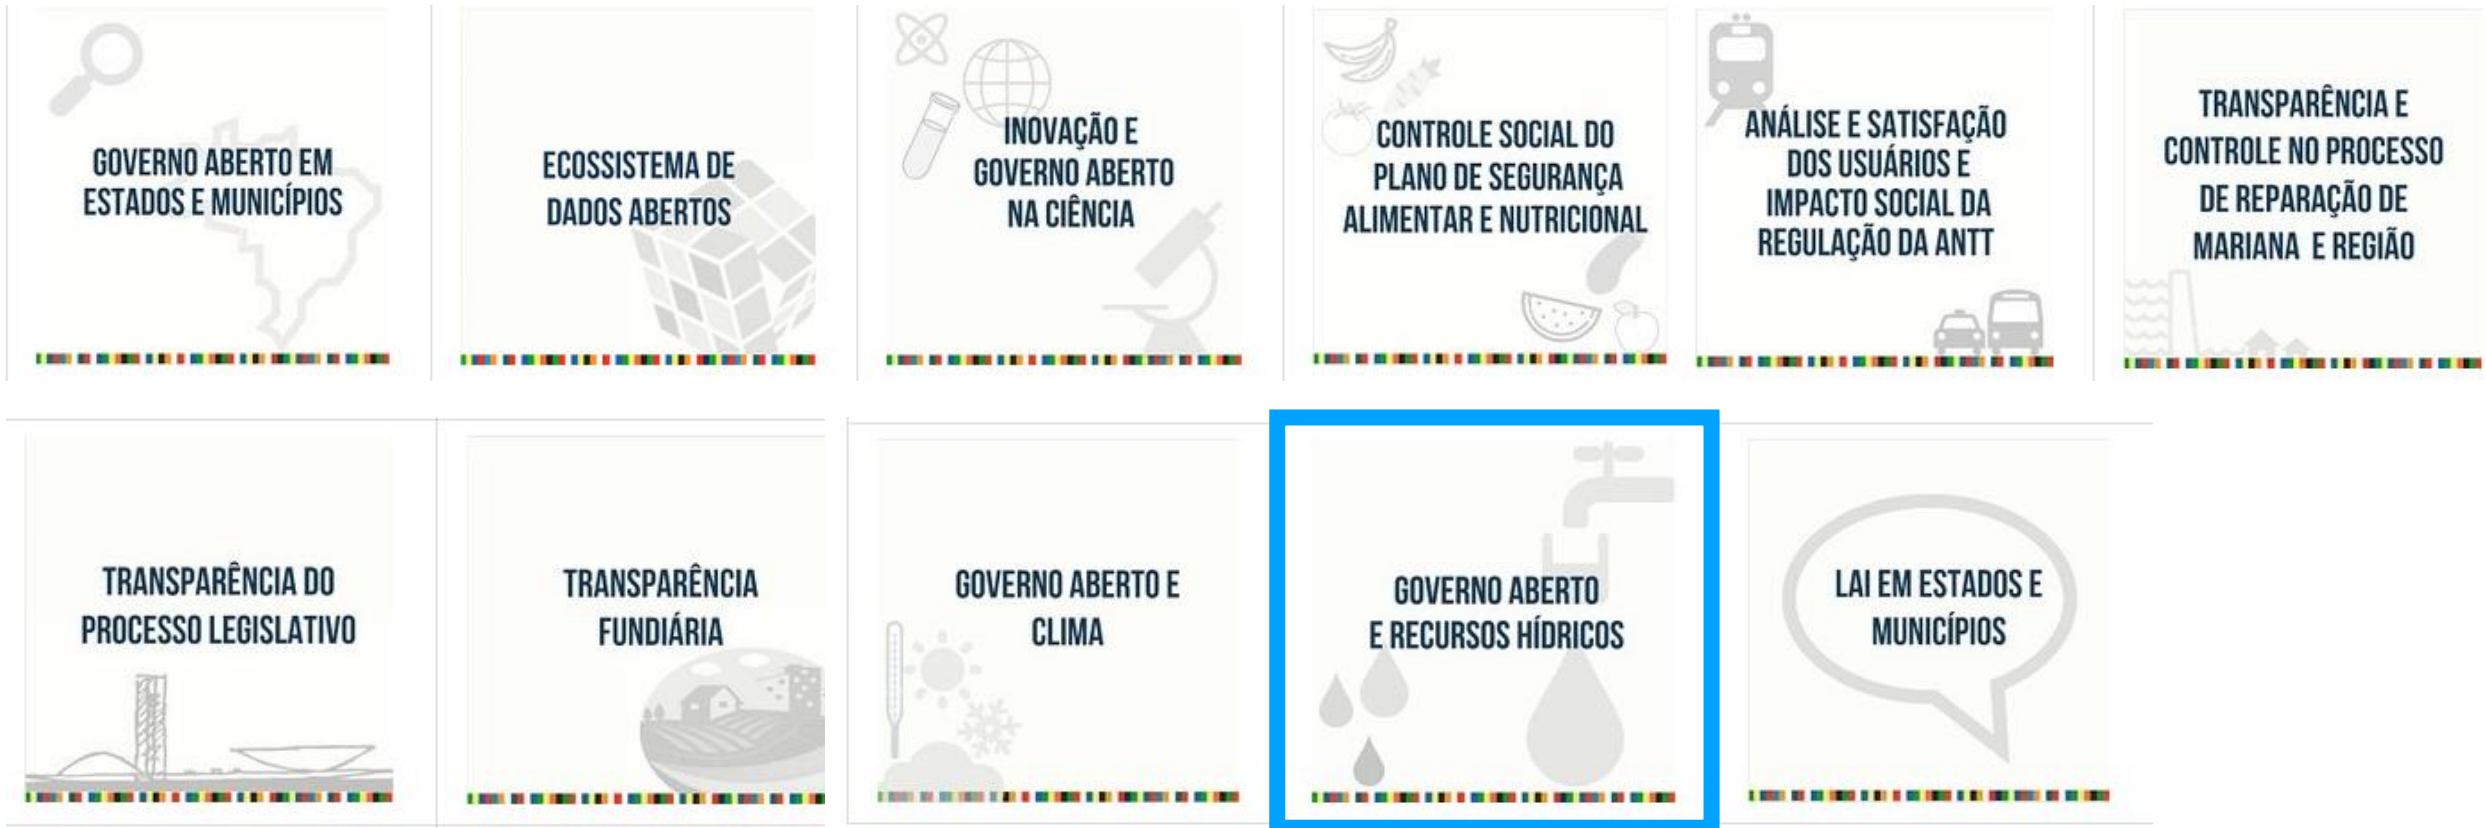 GOVERNO ABERTO EM
ESTADOS E MUNICÍPIOS
ECOSSISTEMA DE
DADOS ABERTOS
INOVAÇÃO E
GOVERNO ABERTO
NA CIÊNCIA
CONTROLE SOCIAL DO
PLANO DE SEGURANÇA
ALIMENTAR E NUTRICIONAL
ANÁLISE E SATISFAÇÃO
DOS USUÁRIOS E
IMPACTO SOCIAL DA
REGULAÇÃO DA ANTT
TRANSPARÊNCIA E
CONTROLE NO PROCESSO
DE REPARAÇÃO DE
MARIANA E REGIÃO
TRANSPARÊNCIA DO
PROCESSO LEGISLATIVO
TRANSPARÊNCIA
FUNDIÁRIA
GOVERNO ABERTO E
CLIMA
GOVERNO ABERTO
E RECURSOS HÍDRICOS
LAI EM ESTADOS E
MUNICÍPIOS